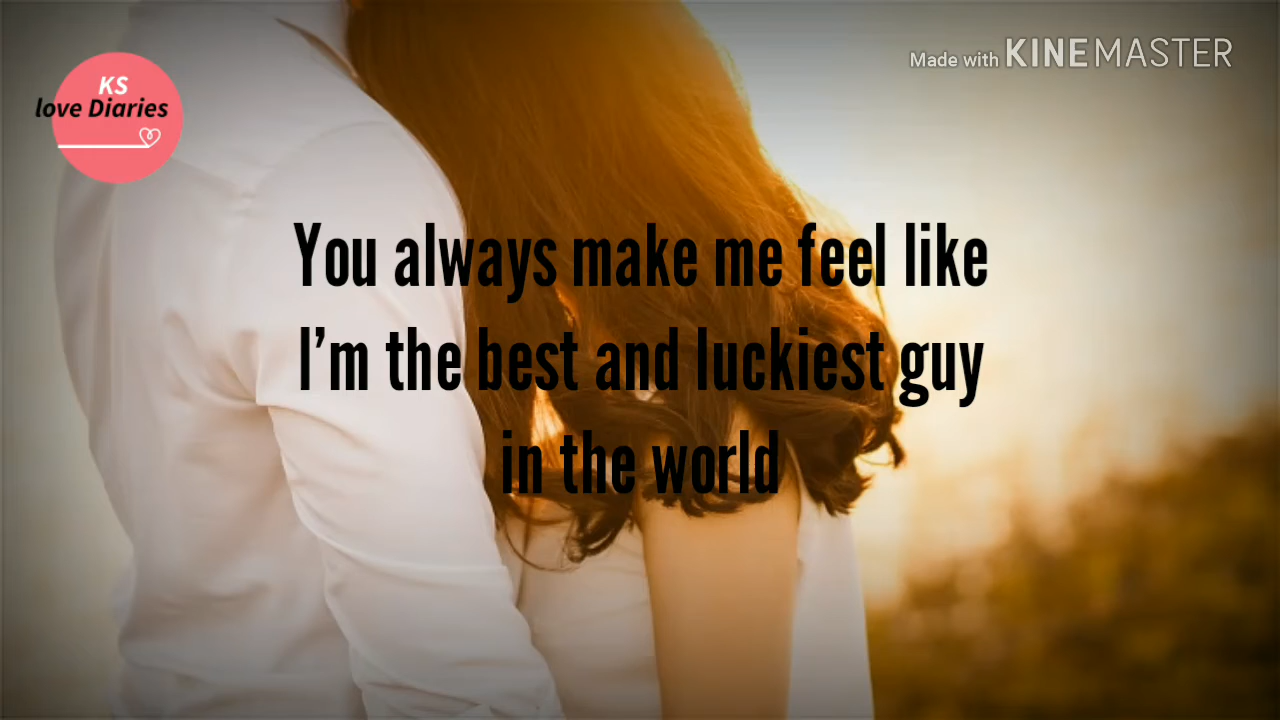 KS
love Diaries
Made with KINEMASTER
You always make me feel like
I'm the best and luckiest guy
in the world